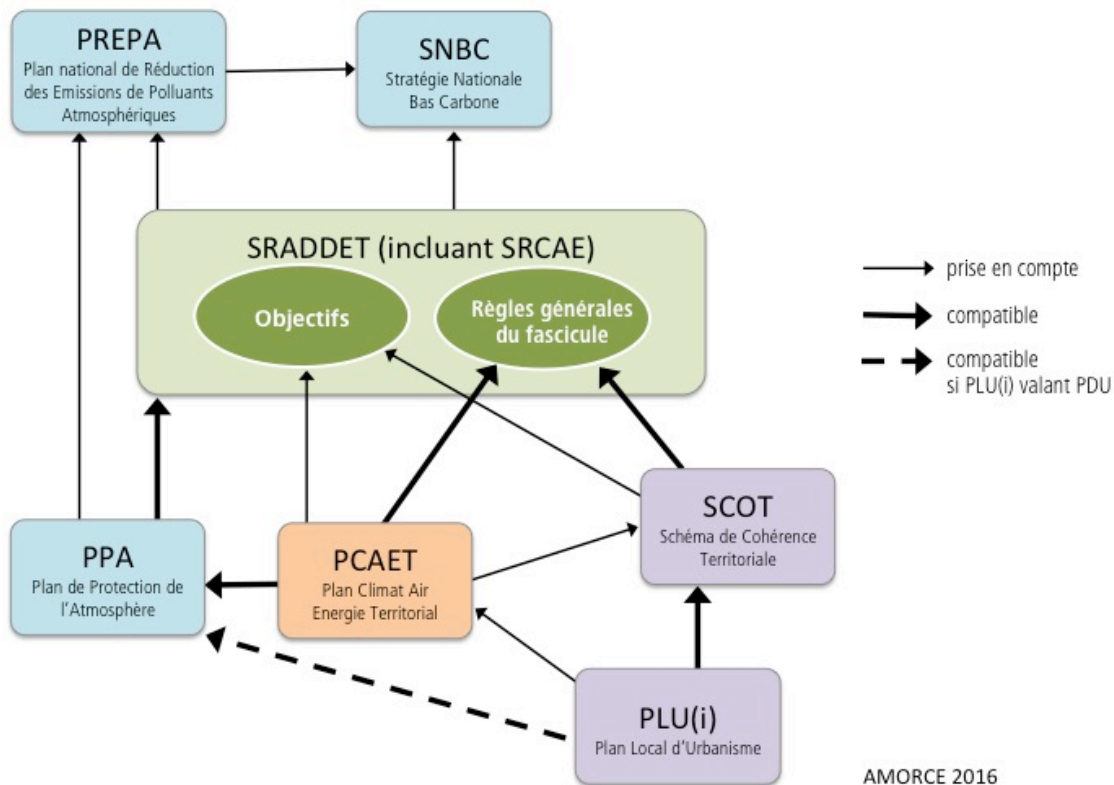 PREPA
Plan national de Réduction
des Emissions de Polluants
Atmosphériques
SNBC
Stratégie Nationale
Bas Carbone
SRADDET (incluant SRCAE)
Objectifs
Règles générales
du fascicule
prise en compte
compatible
compatible
si PLU(i) valant PDU
PPA
Plan de Protection de
l'Atmosphère
PCAET
Plan Climat Air
Energie Territorial
SCOT
Schéma de Cohérence
Territoriale
PLU(i)
Plan Local d'Urbanisme
AMORCE 2016